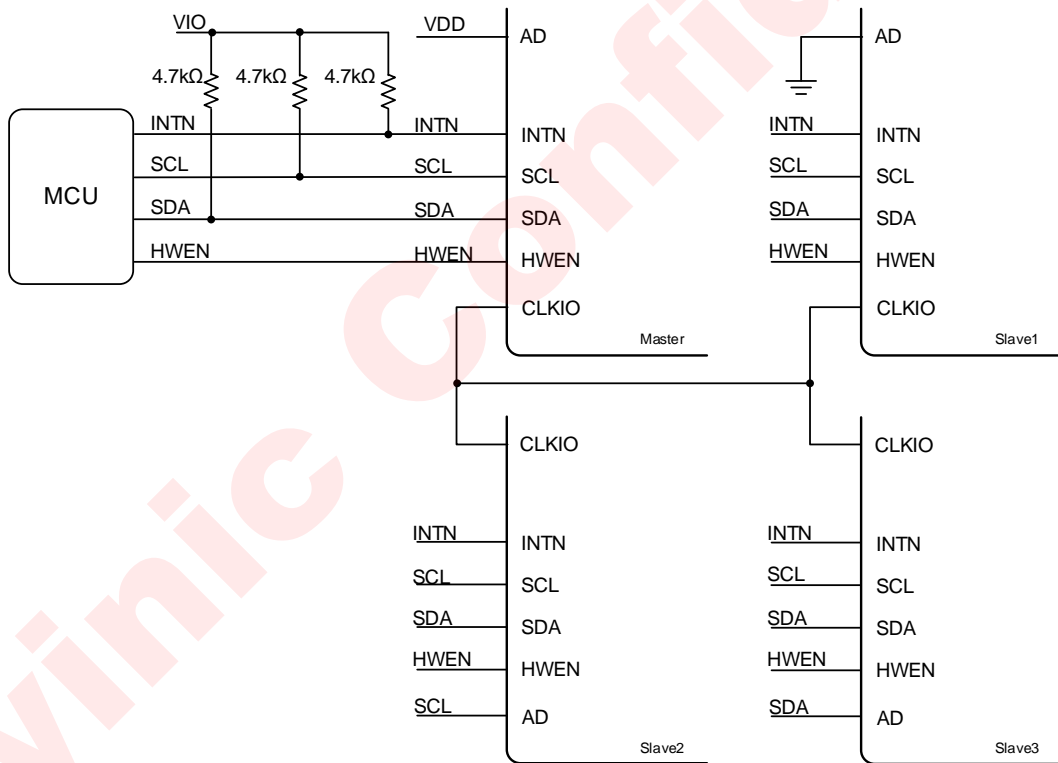 VIO
4.7kΩ 4.7kΩ 4.7kΩ
MCU
INTN
SCL
SDA
HWEN
VDD AD
INTN INTN
SCL SCL
SDA SDA
HWEN HWEN
CLKIO
Master
AD
INTN INTN
SCL SCL
SDA SDA
HWEN HWEN
CLKIO
Slave1
CLKIO
INTN INTN
SCL SCL
SDA SDA
HWEN HWEN
SCL AD
Slave2
CLKIO
INTN INTN
SCL SCL
SDA SDA
HWEN HWEN
SDA AD
Slave3
vinic Confi